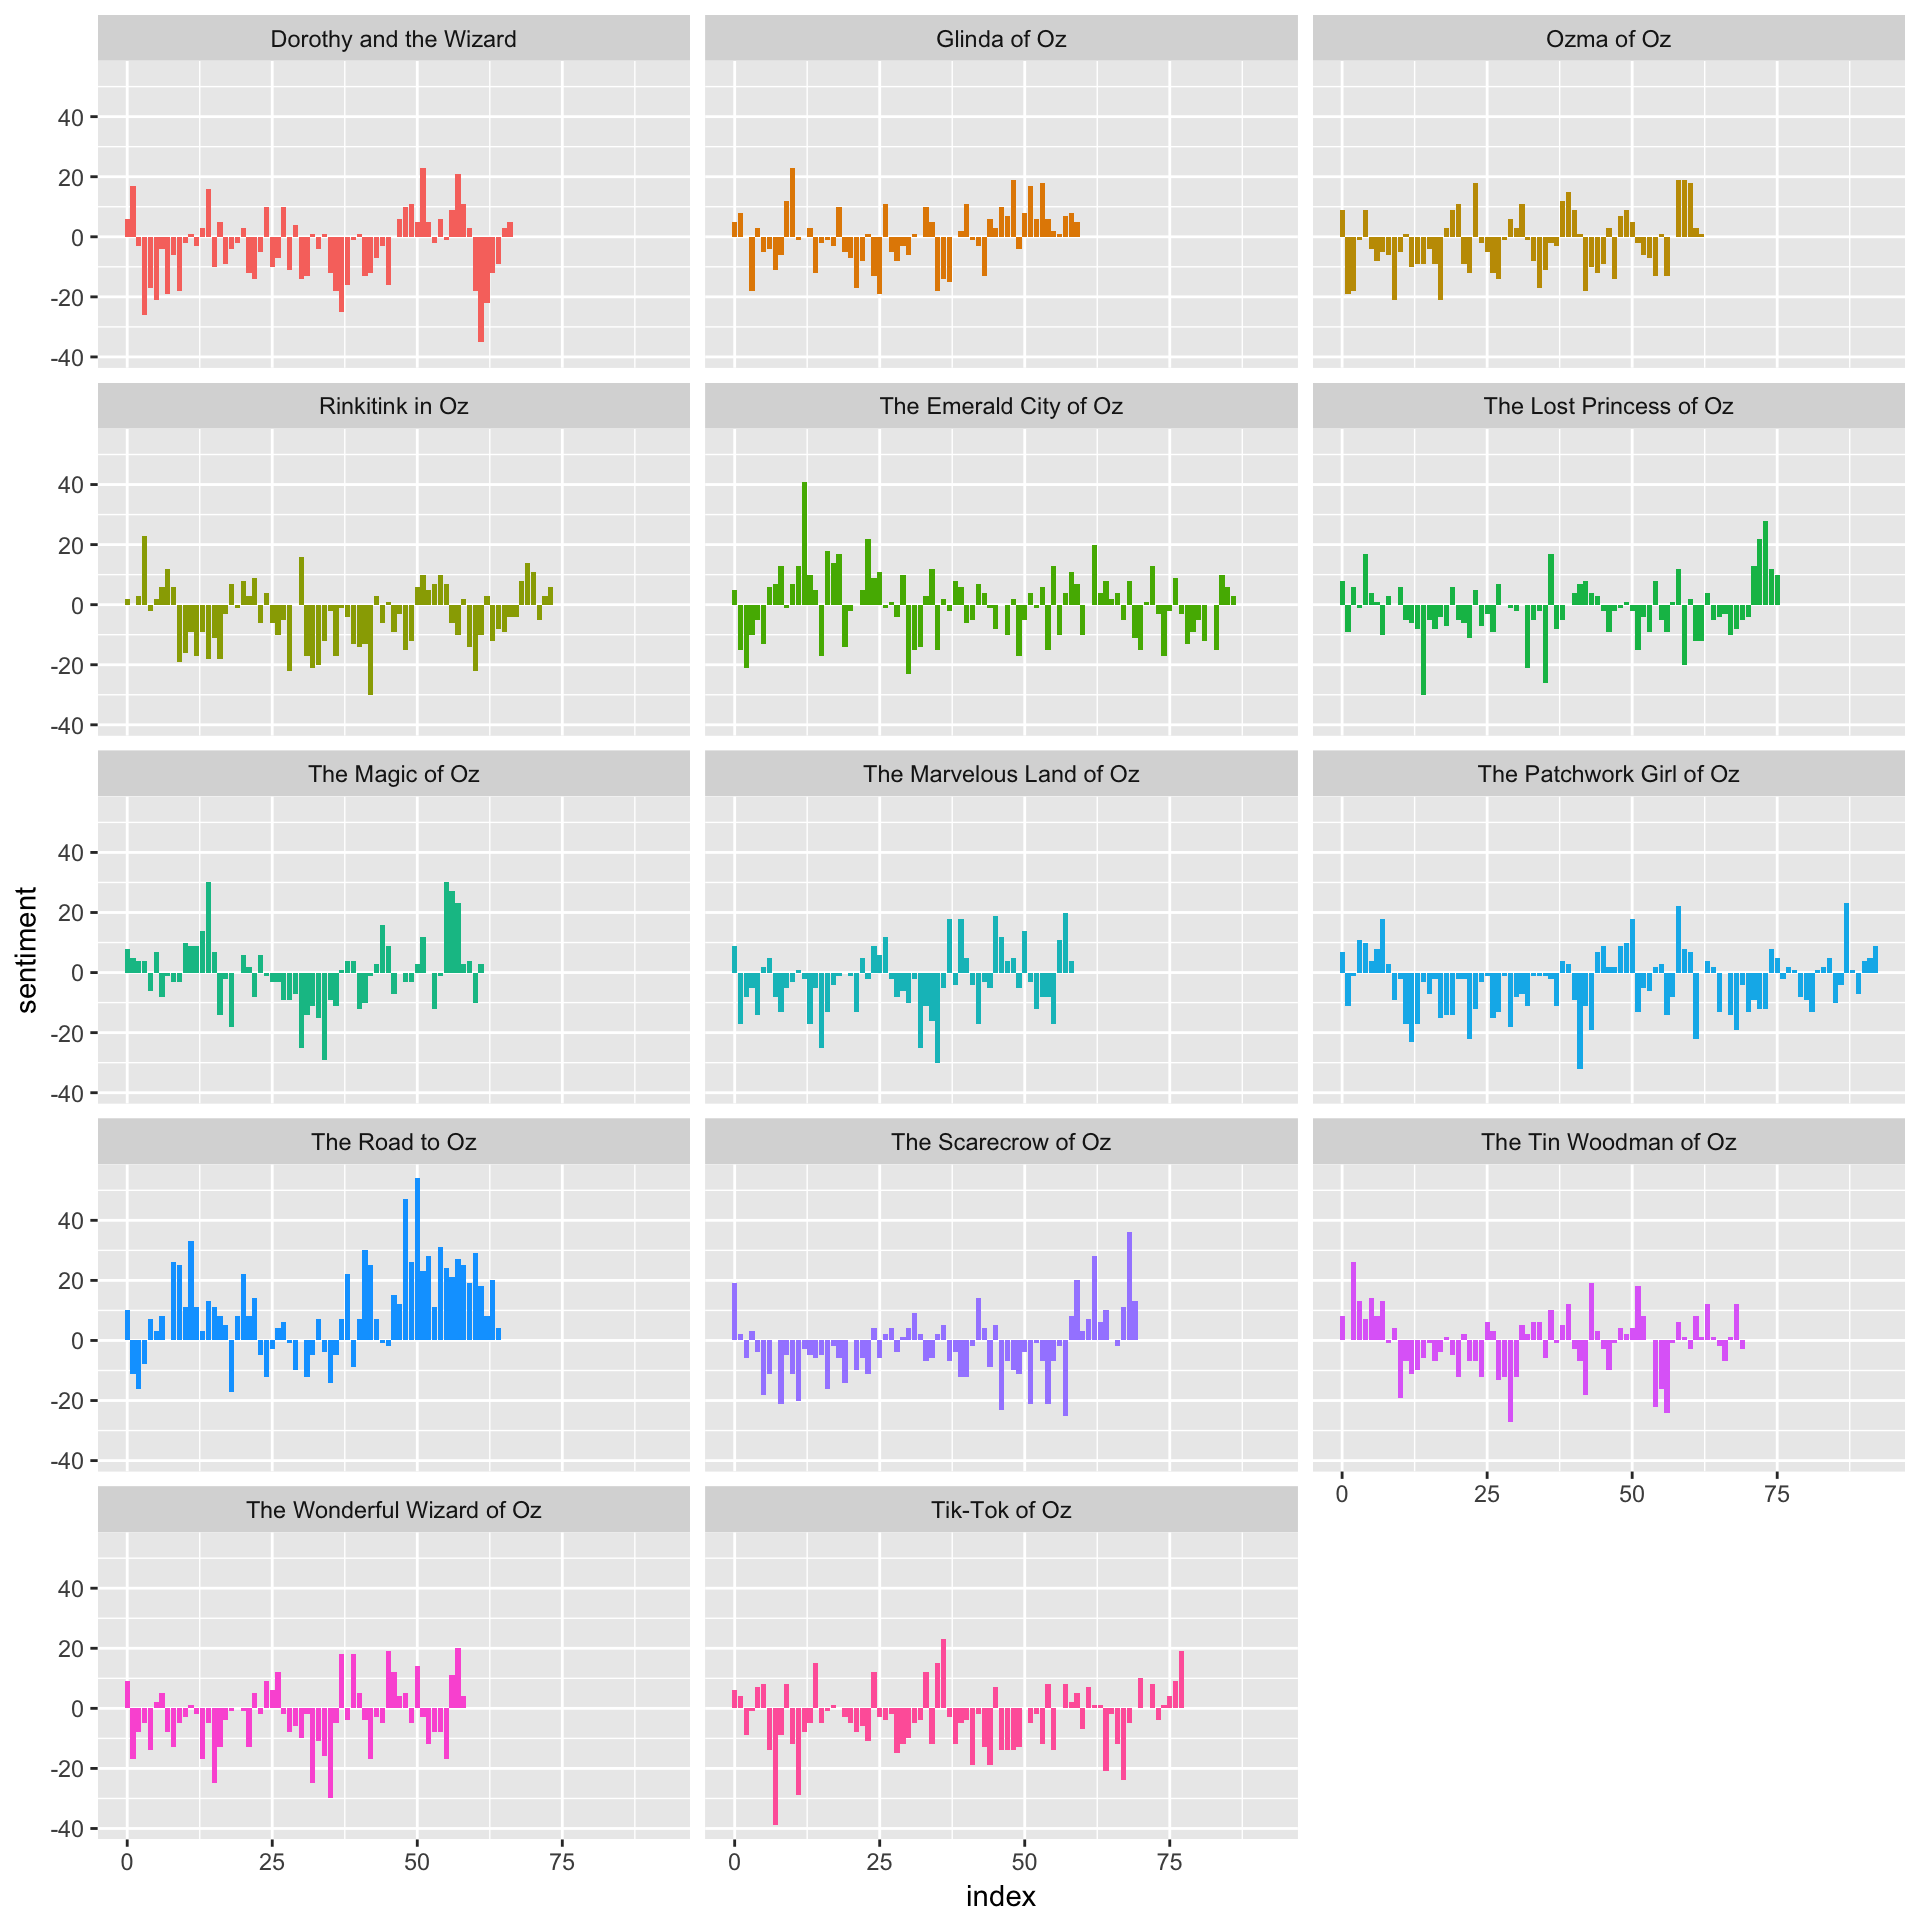 Dorothy and the Wizard
Glinda of Oz
Ozma of Oz
40
20
0
-20
-40
Rinkitink in Oz
The Emerald City of Oz
The Lost Princess of Oz
40
20
0
-20
-40
The Magic of Oz
The Marvelous Land of Oz
The Patchwork Girl of Oz
40
20
0
-20
-40
sentiment
The Road to Oz
The Scarecrow of Oz
The Tin Woodman of Oz
40
20
0
-20
-40
0 25 50 75
The Wonderful Wizard of Oz
Tik-Tok of Oz
40
20
0
-20
-40
0 25 50 75
0 25 50 75
index